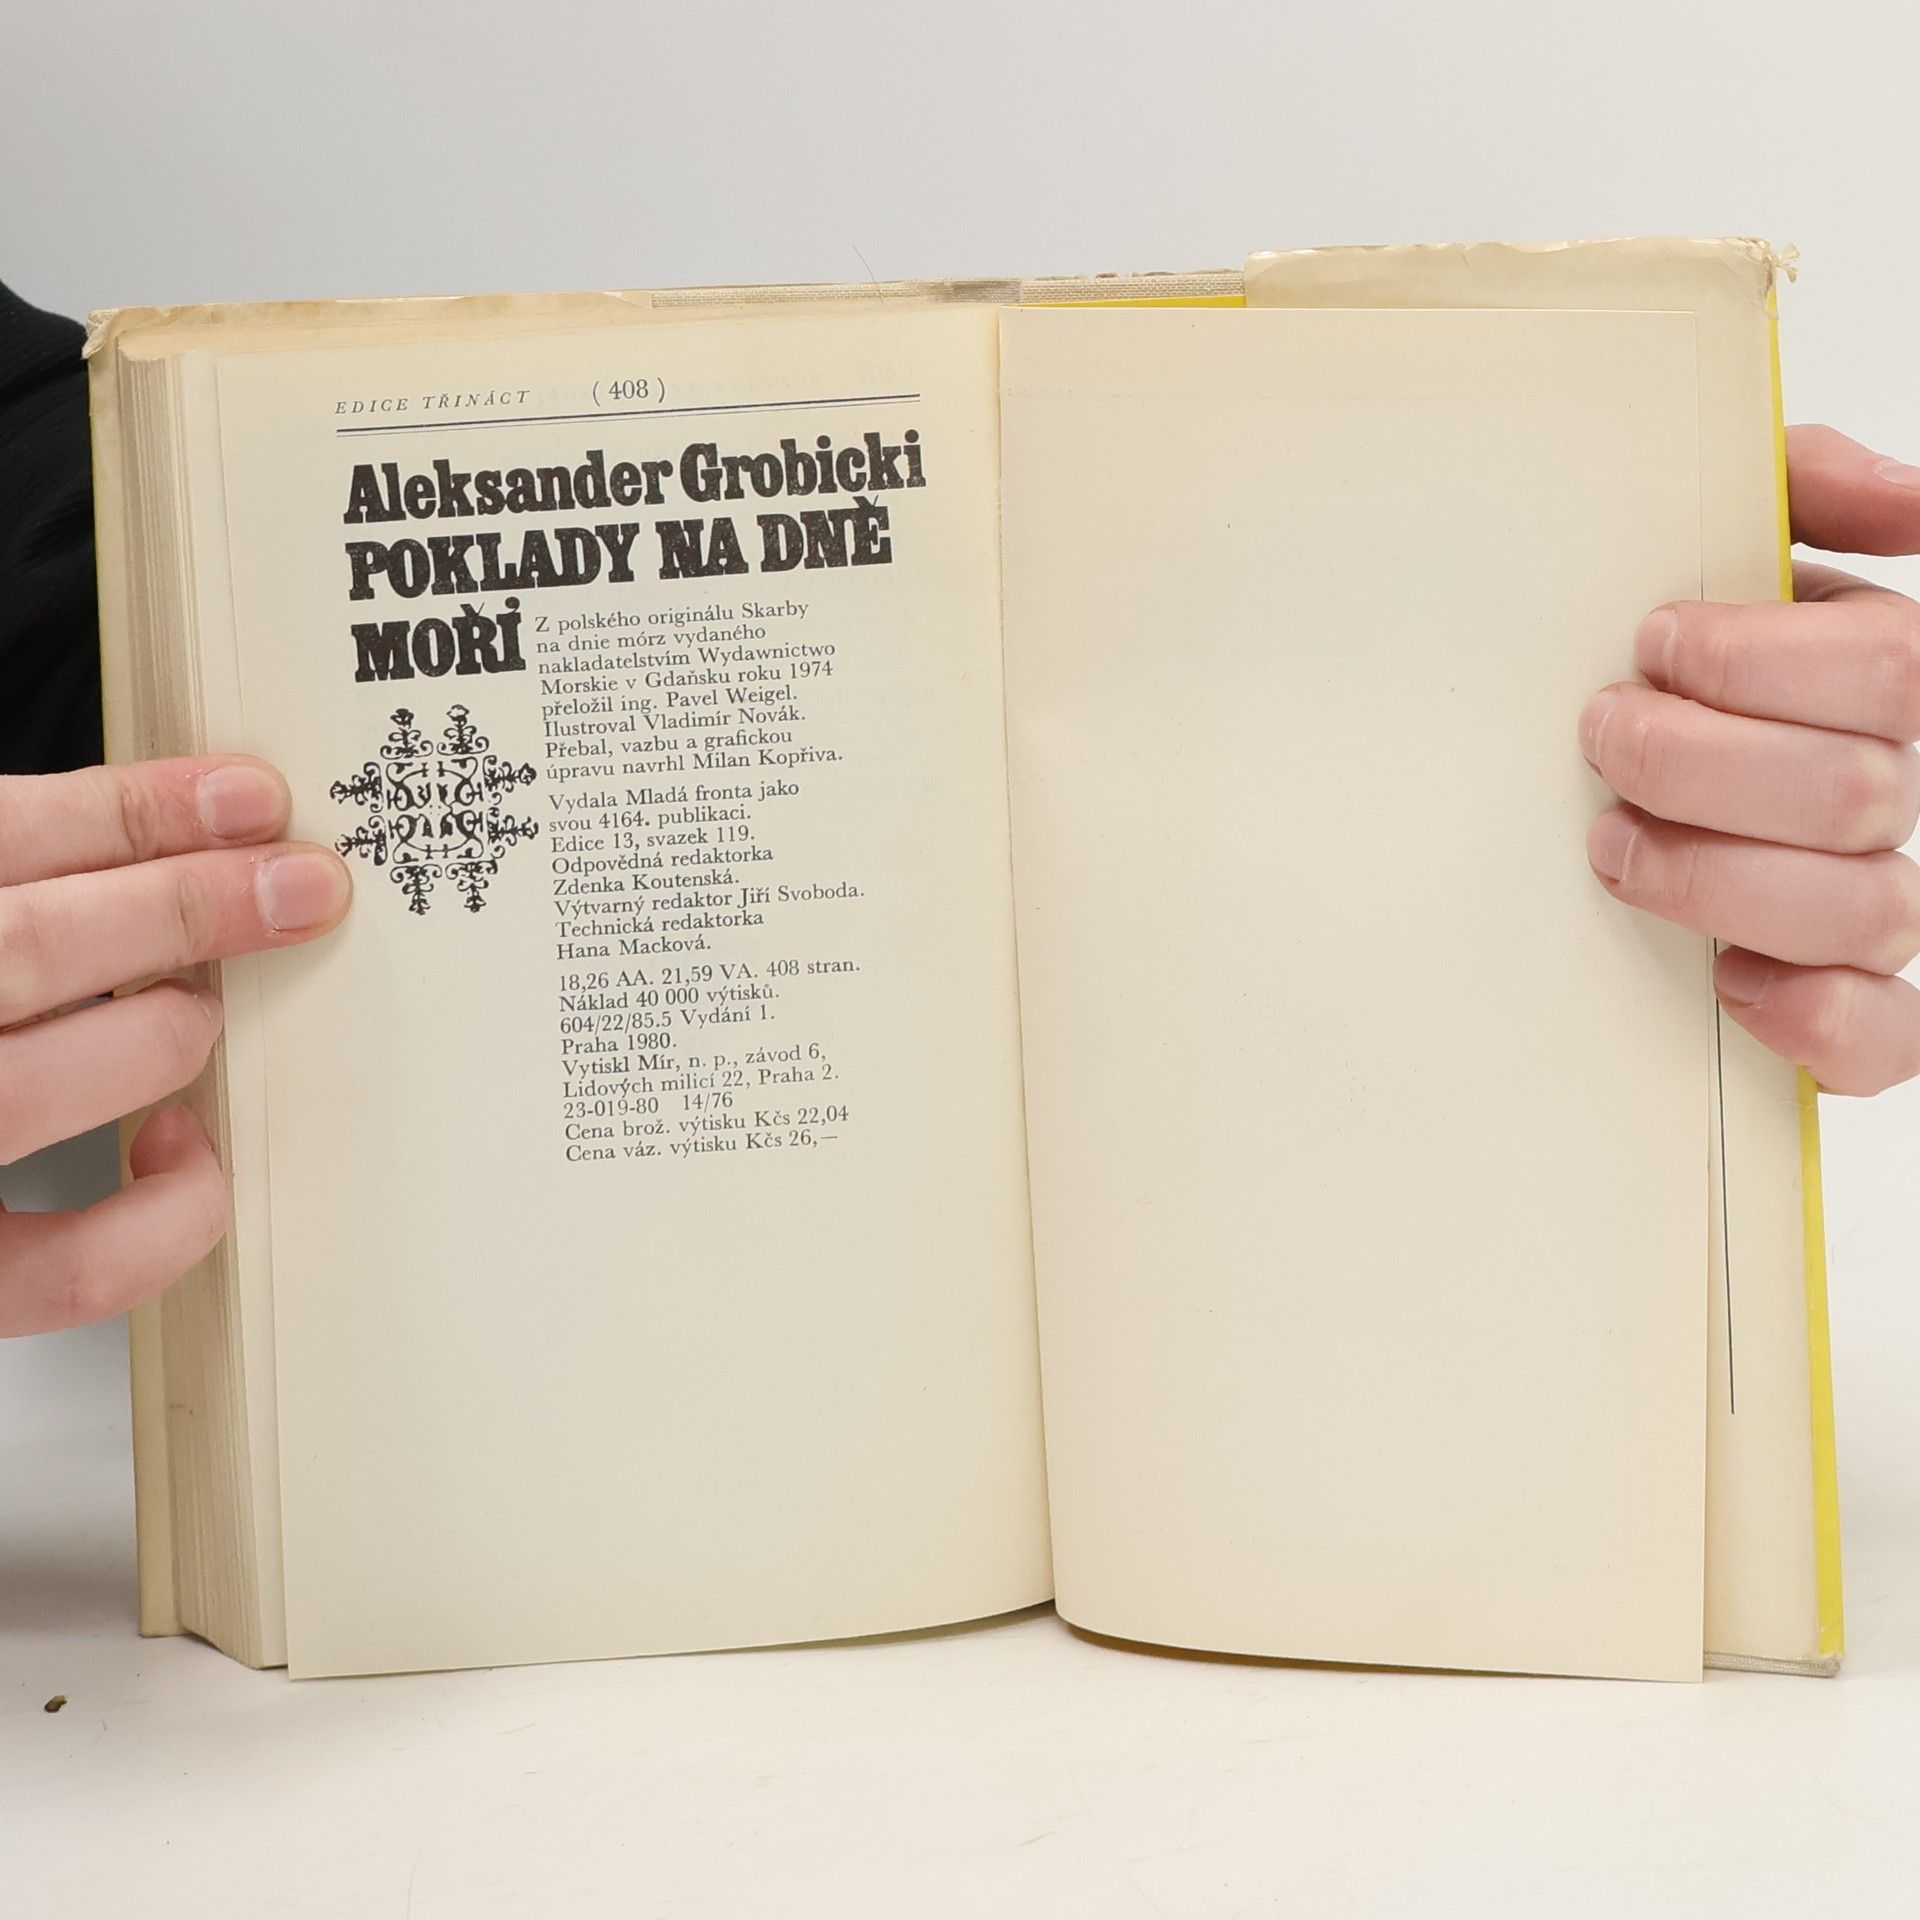 EDICE TŘINÁCT (408)
Aleksander Grobicki
POKLADY NA DNĚ
MOŘÍ
Z polského originálu Skarby
na dnie mórz vydaného
nakladatelstvím Wydawnictwo
Morskie v Gdańsku roku 1974
přeložil ing. Pavel Weigel.
Ilustroval Vladimír Novák.
Přebal, vazbu a grafickou
úpravu navrhl Milan Kopřiva.
Vydala Mladá fronta jako
svou 4164. publikaci.
Edice 13, svazek 119.
Odpovědná redaktorka
Zdenka Koutenská.
Výtvarný redaktor Jiří Svoboda.
Technická redaktorka
Hana Macková.
18,26 AA. 21,59 VA. 408 stran.
Náklad 40 000 výtisků.
604/22/85.5 Vydání 1.
Praha 1980.
Vytiskl Mír, n. p., závod 6,
Lidových milicí 22, Praha 2.
23-019-80 14/76
Cena brož. výtisku Kčs 22,04
Cena váz. výtisku Kčs 26,—